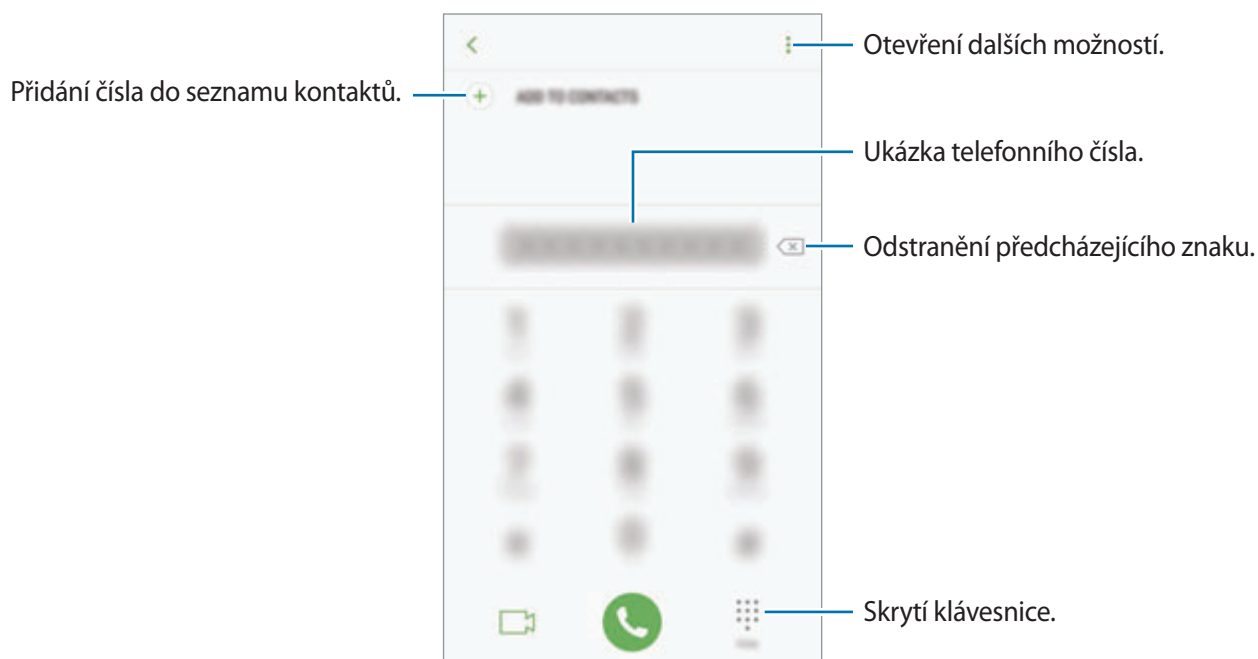 Otevření dalších možností.
Přidání čísla do seznamu kontaktů.
ADD TO CONTACTS
Ukázka telefonního čísla.
Odstranění předcházejícího znaku.
Skrytí klávesnice.